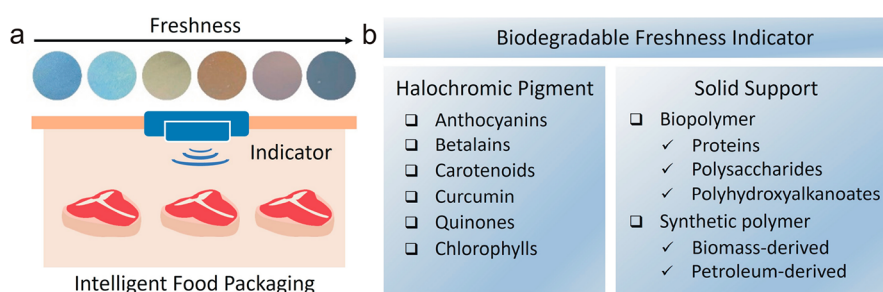 a
Freshness
Indicator
Intelligent Food Packaging
b
Biodegradable Freshness Indicator
Halochromic Pigment
❑ Anthocyanins
❑ Betalains
❑ Carotenoids
❑ Curcumin
❑ Quinones
❑ Chlorophylls
Solid Support
❑ Biopolymer
✓ Proteins
✓ Polysaccharides
✓ Polyhydroxyalkanoates
❑ Synthetic polymer
✓ Biomass-derived
✓ Petroleum-derived